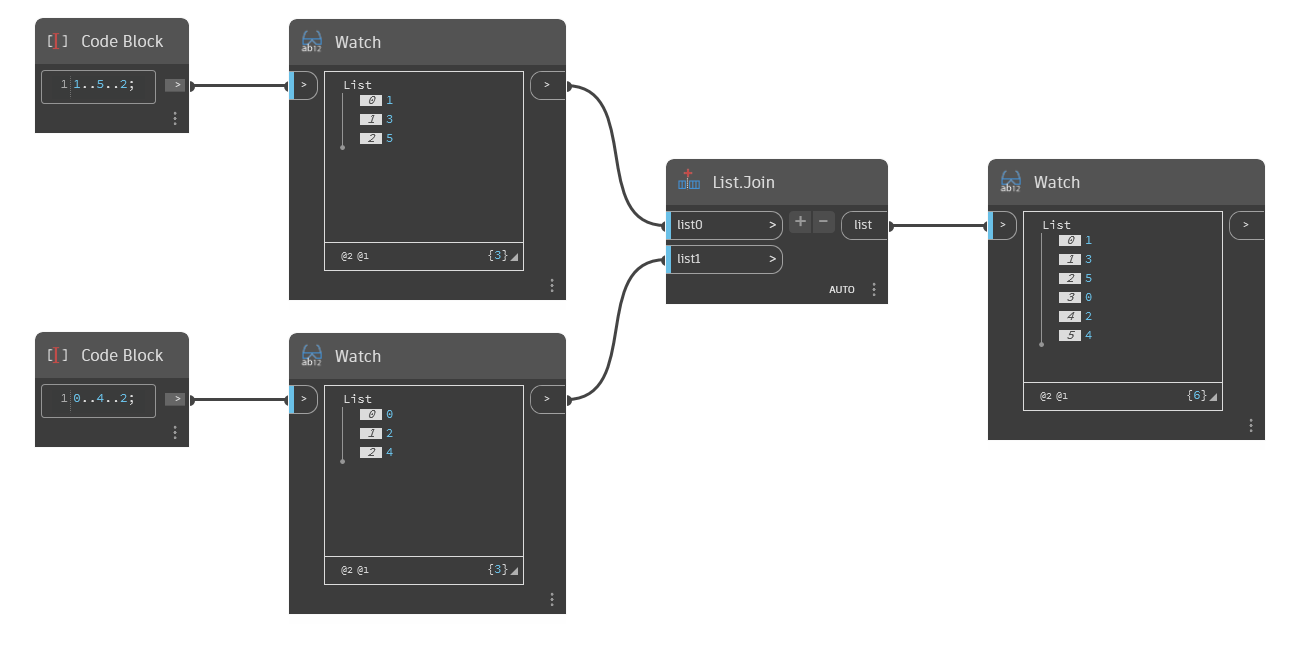 Code Block
1 1..5..2;
>
ab12
Watch
>
List
0 1
1 3
2 5
@2 @1
{3}
>
Code Block
1 0..4..2;
>
ab12
Watch
>
List
0 0
1 2
2 4
@2 @1
{3}
>
List.Join
list0 >
+ −
list
list1 >
AUTO
ab12
Watch
>
List
0 1
1 3
2 5
3 0
4 2
5 4
@2 @1
{6}
>